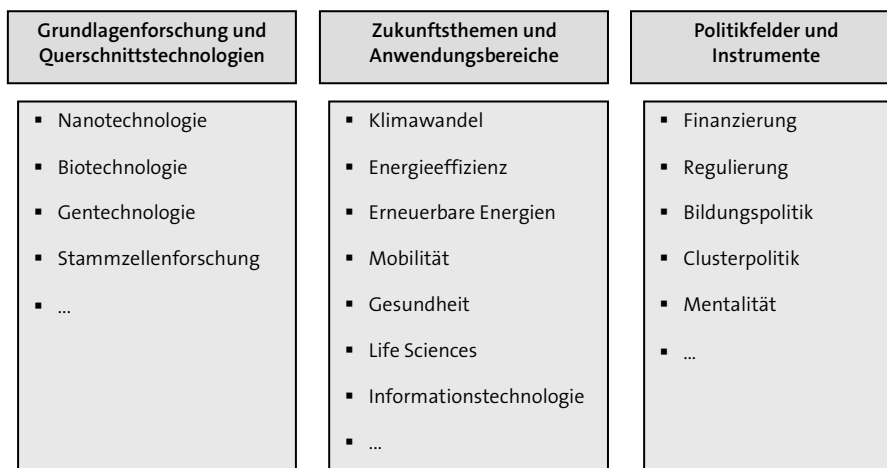 Grundlagenforschung und
Querschnittstechnologien
▪ Nanotechnologie
▪ Biotechnologie
▪ Gentechnologie
▪ Stammzellenforschung
▪ ...
Zukunftsthemen und
Anwendungsbereiche
▪ Klimawandel
▪ Energieeffizienz
▪ Erneuerbare Energien
▪ Mobilität
▪ Gesundheit
▪ Life Sciences
▪ Informationstechnologie
▪ ...
Politikfelder und
Instrumente
▪ Finanzierung
▪ Regulierung
▪ Bildungspolitik
▪ Clusterpolitik
▪ Mentalität
▪ ...